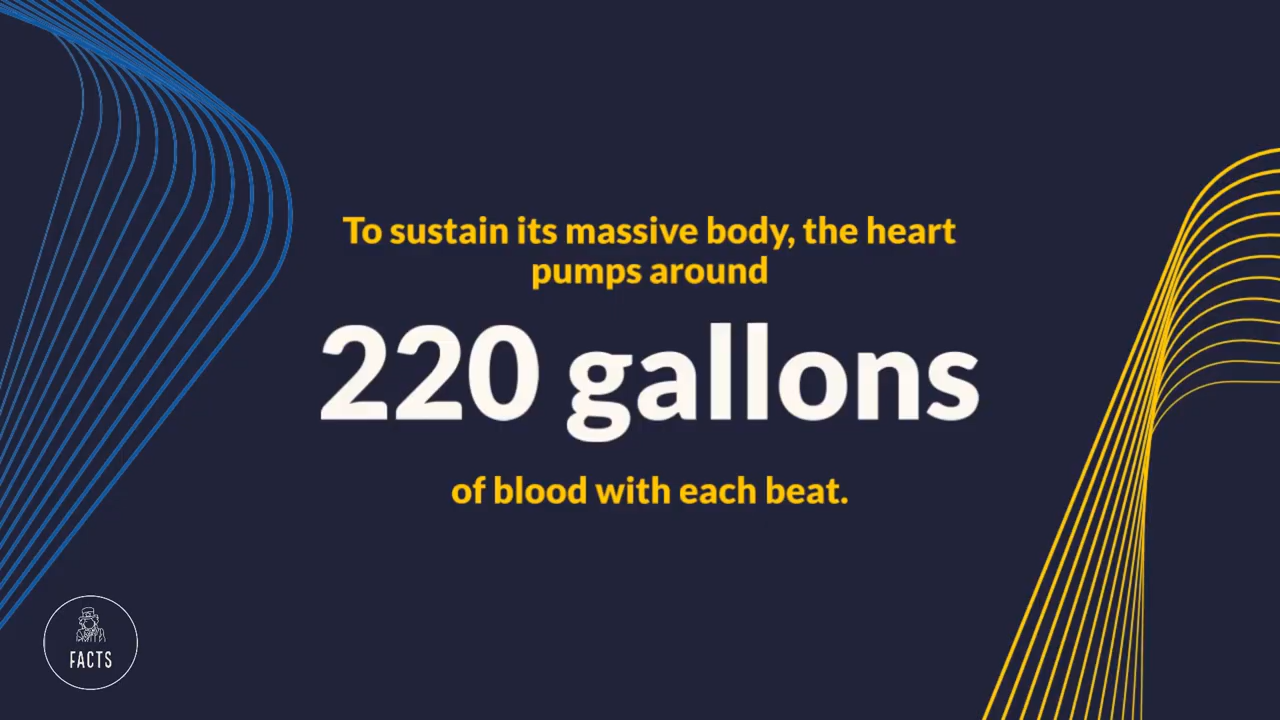 To sustain its massive body, the heart
pumps around
220 gallons
of blood with each beat.
FACTS